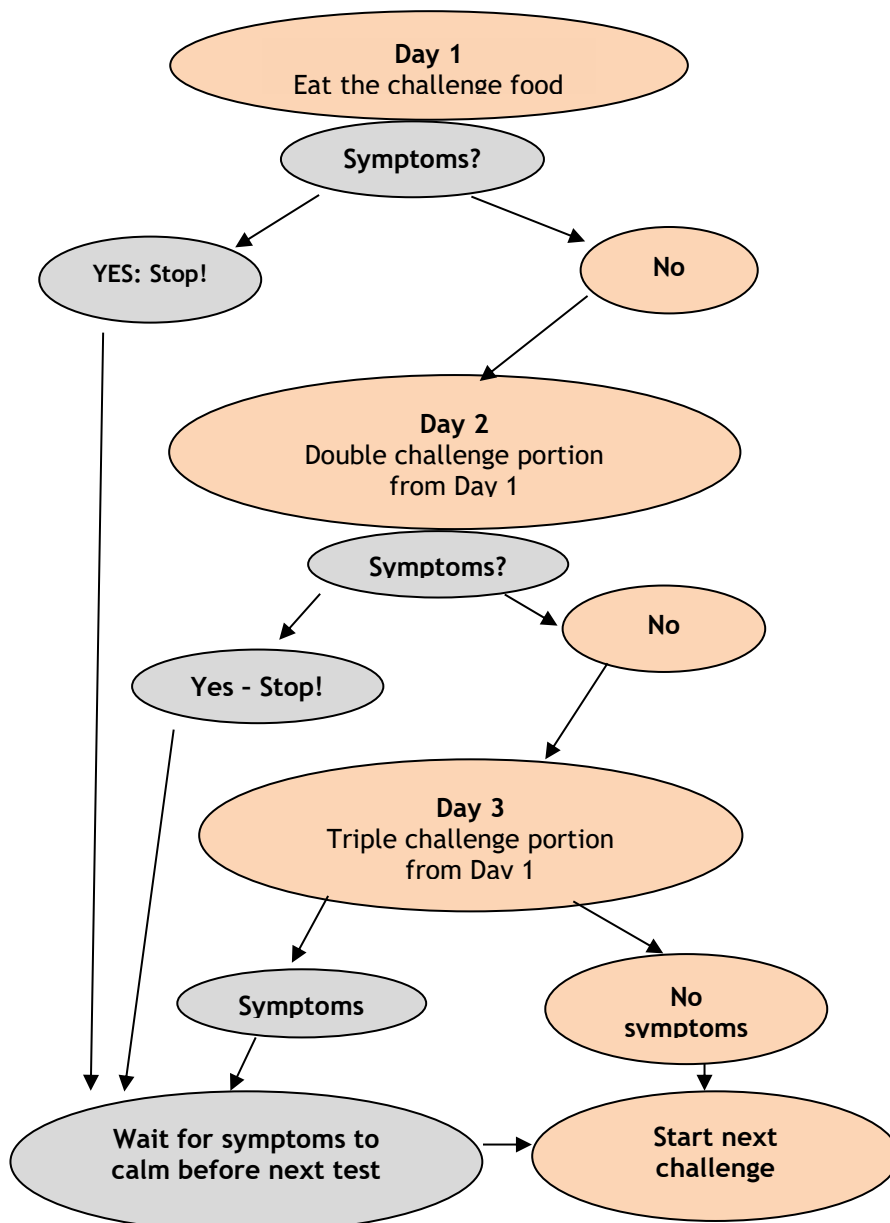 Day 1
Eat the challenge food
Symptoms?
YES: Stop!
No
Day 2
Double challenge portion
from Day 1
Symptoms?
No
Yes - Stop!
Day 3
Triple challenge portion
from Day 1
Symptoms
No
symptoms
Wait for symptoms to
calm before next test
Start next
challenge